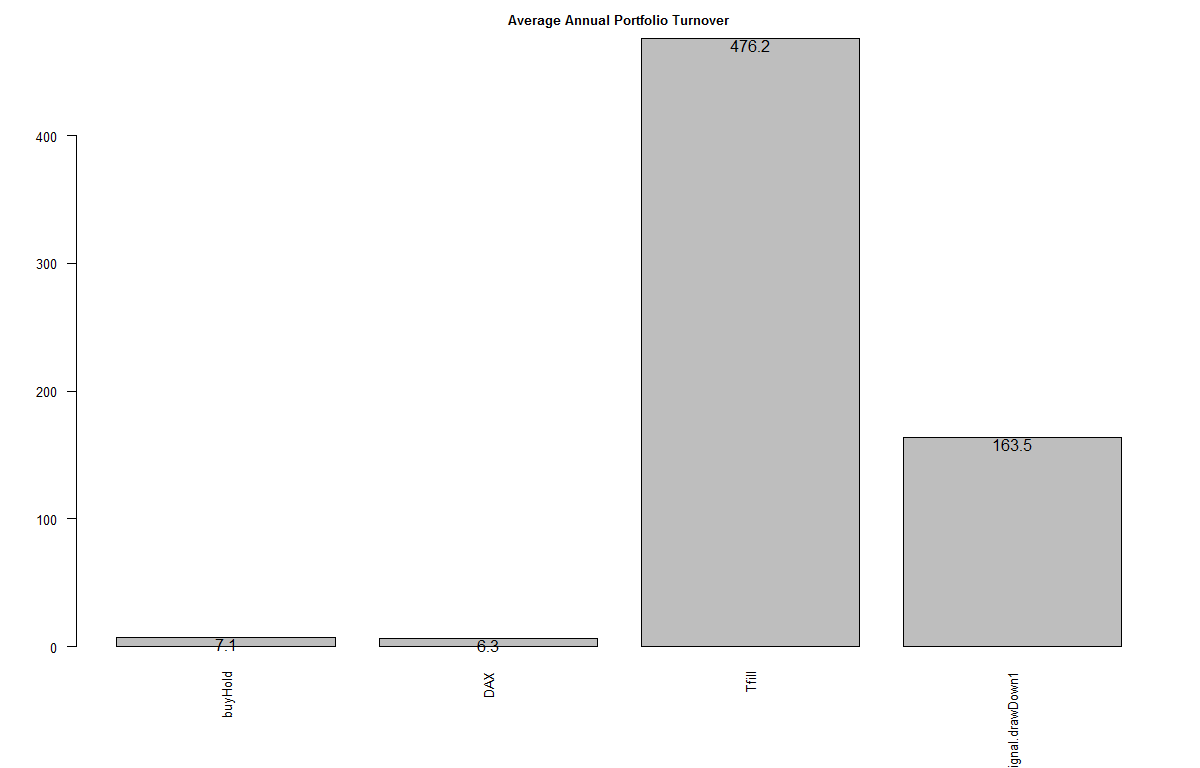 Average Annual Portfolio Turnover
476.2
400
300
200
163.5
100
0
7.1
6.3
buyHold
DAX
Tfill
ignal.drawDown1